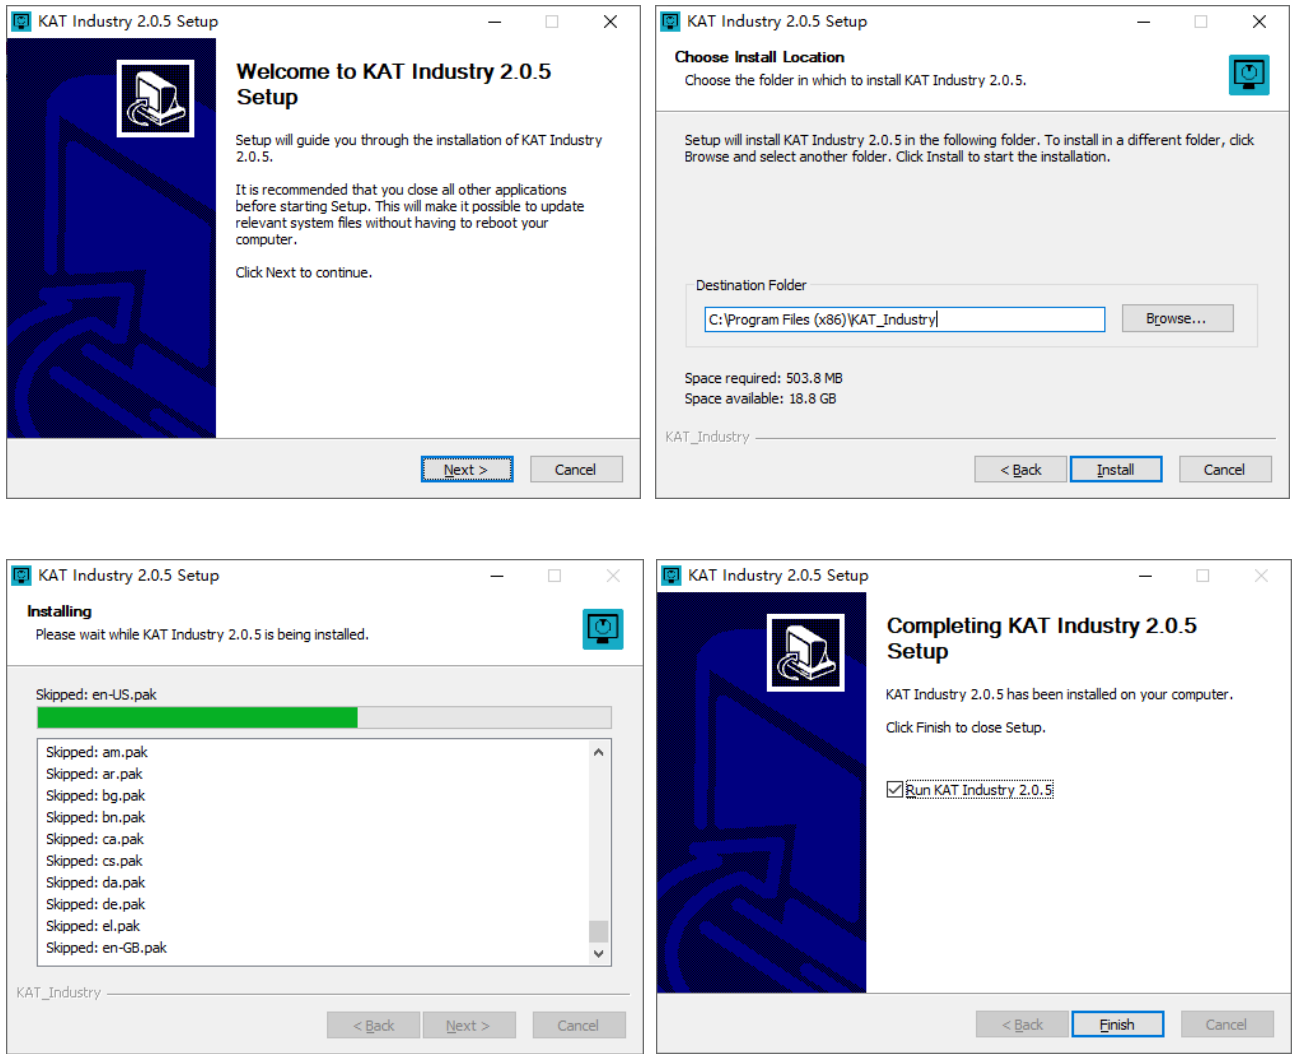 KAT Industry 2.0.5 Setup
Welcome to KAT Industry 2.0.5
Setup
Setup will guide you through the installation of KAT Industry
2.0.5.
It is recommended that you close all other applications
before starting Setup. This will make it possible to update
relevant system files without having to reboot your
computer.
Click Next to continue.
Next >
Cancel
KAT Industry 2.0.5 Setup
Choose Install Location
Choose the folder in which to install KAT Industry 2.0.5.
Setup will install KAT Industry 2.0.5 in the following folder. To install in a different folder, click
Browse and select another folder. Click Install to start the installation.
Destination Folder
C:\Program Files (x86)\KAT_Industry
Browse...
Space required: 503.8 MB
Space available: 18.8 GB
KAT_Industry
< Back
Install
Cancel
KAT Industry 2.0.5 Setup
Installing
Please wait while KAT Industry 2.0.5 is being installed.
Skipped: en-US.pak
Skipped: am.pak
Skipped: ar.pak
Skipped: bg.pak
Skipped: bn.pak
Skipped: ca.pak
Skipped: cs.pak
Skipped: da.pak
Skipped: de.pak
Skipped: el.pak
Skipped: en-GB.pak
KAT_Industry
< Back
Next >
Cancel
KAT Industry 2.0.5 Setup
Completing KAT Industry 2.0.5
Setup
KAT Industry 2.0.5 has been installed on your computer.
Click Finish to close Setup.
Run KAT Industry 2.0.5
< Back
Finish
Cancel